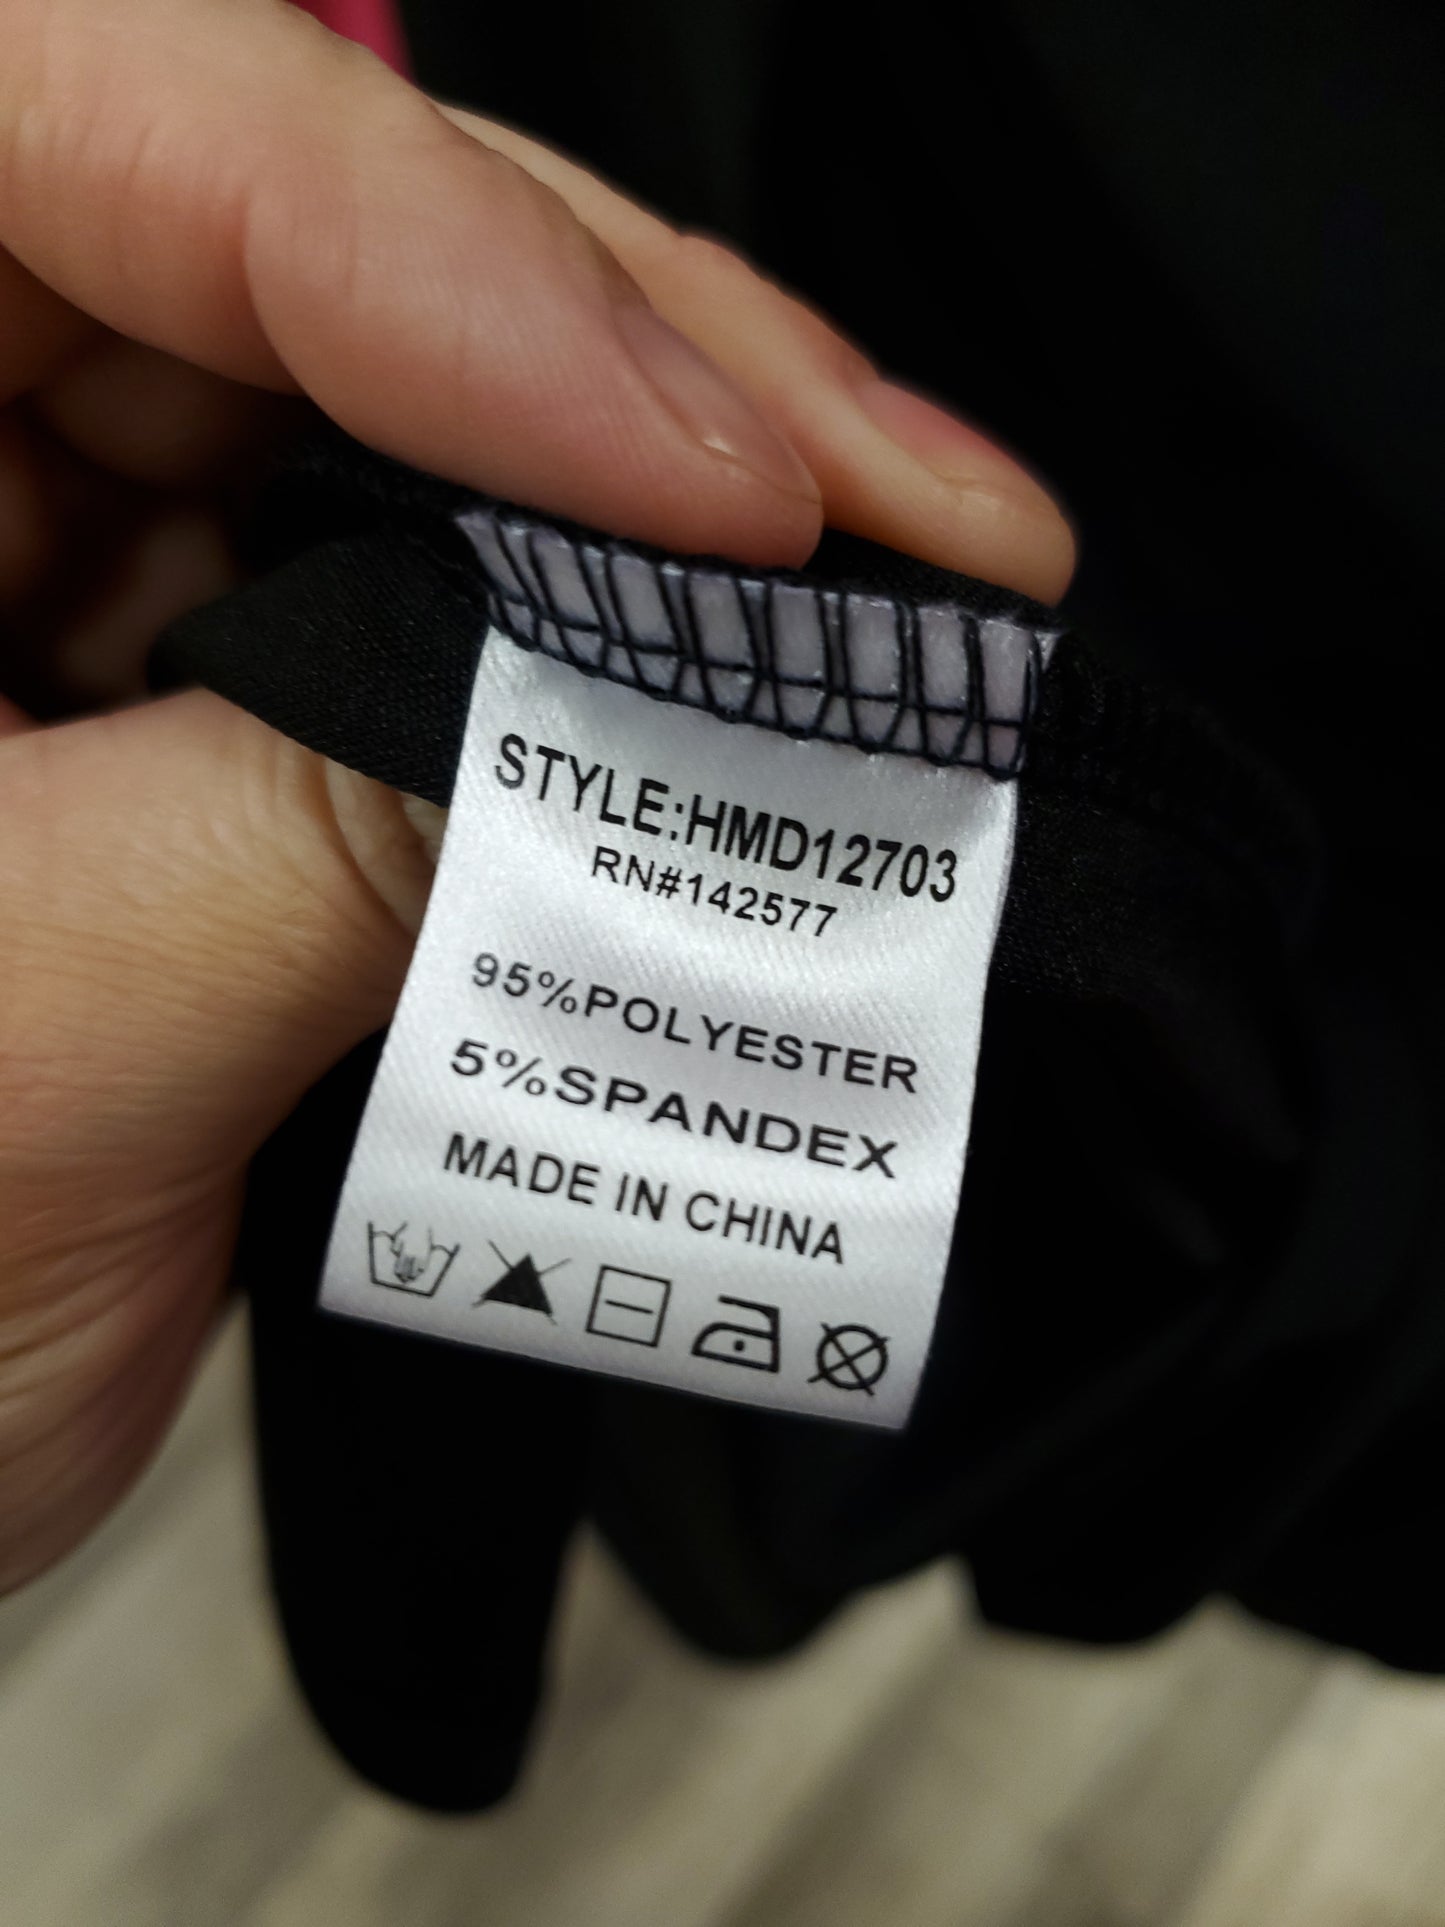 STYLE:HMD12703
RN#142577
95%POLYESTER
5%SPANDEX
MADE IN CHINA